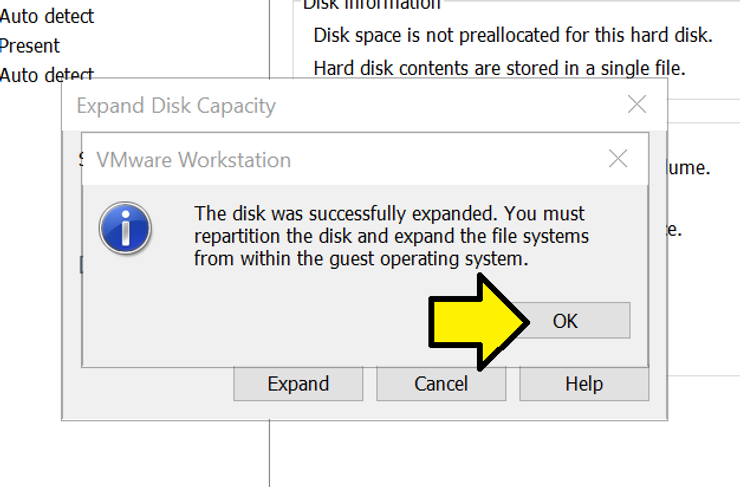 Auto detect
Present
Auto detect
Disk information
Disk space is not preallocated for this hard disk.
Hard disk contents are stored in a single file.
Expand Disk Capacity
VMware Workstation
The disk was successfully expanded. You must
repartition the disk and expand the file systems
from within the guest operating system.
OK
Expand
Cancel
Help